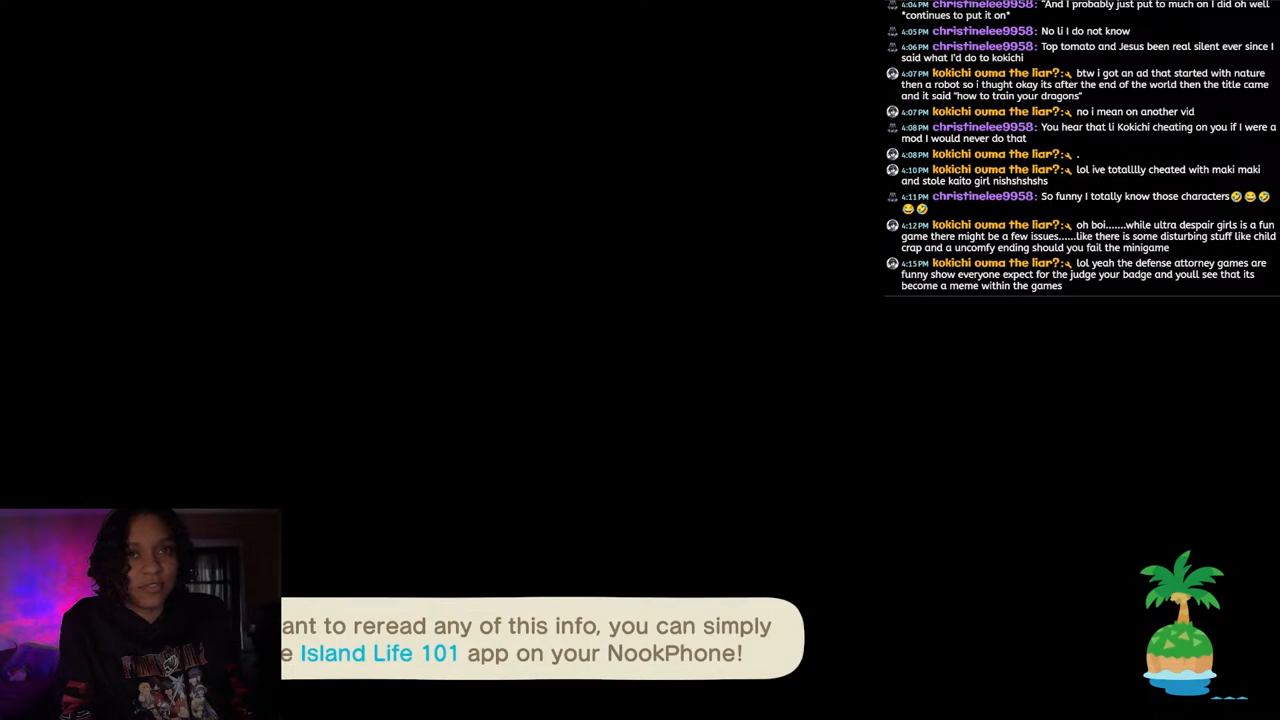 4:04 PM christinelee9958: "And I probably just put to much on I did oh well
*continues to put it on*
4:05 PM christinelee9958: No li I do not know
4:06 PM christinelee9958: Top tomato and Jesus been real silent ever since I
said what I'd do to kokichi
4:07 PM kokichi ouma the liar?: btw i got an ad that started with nature
then a robot so i thught okay its after the end of the world then the title came
and it said "how to train your dragons"
4:07 PM kokichi ouma the liar?: no i mean on another vid
4:08 PM christinelee9958: You hear that li Kokichi cheating on you if I were a
mod I would never do that
4:08 PM kokichi ouma the liar?: .
4:10 PM kokichi ouma the liar?: lol ive totalllly cheated with maki maki
and stole kaito girl nishshshshs
4:11 PM christinelee9958: So funny I totally know those characters🤣😂🤣
😂🤣
4:12 PM kokichi ouma the liar?: oh boi.......while ultra despair girls is a fun
game there might be a few issues......like there is some disturbing stuff like child
crap and a uncomfy ending should you fail the minigame
4:15 PM kokichi ouma the liar?: lol yeah the defense attorney games are
funny show everyone expect for the judge your badge and youll see that its
become a meme within the games
ant to reread any of this info, you can simply
e Island Life 101 app on your NookPhone!